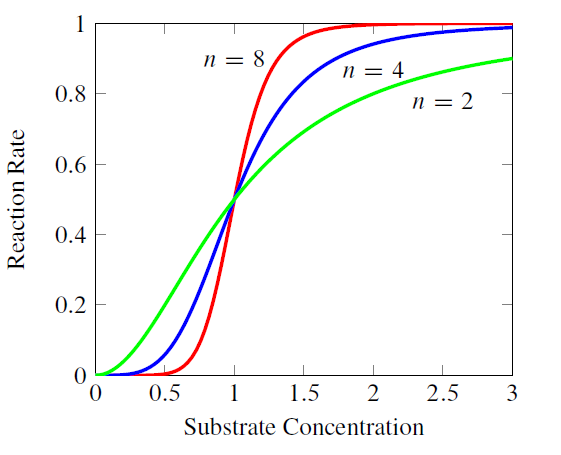 1
n = 8
n = 4
0.8
n = 2
0.6
Reaction Rate
0.4
0.2
0
0 0.5 1 1.5 2 2.5 3
Substrate Concentration